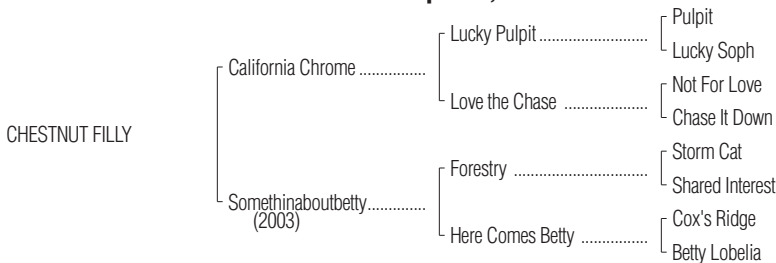 Pulpit
Lucky Pulpit
Lucky Soph
California Chrome
Not For Love
Love the Chase
Chase It Down
CHESTNUT FILLY
Storm Cat
Forestry
Shared Interest
Somethinaboutbetty
(2003)
Cox's Ridge
Here Comes Betty
Betty Lobelia